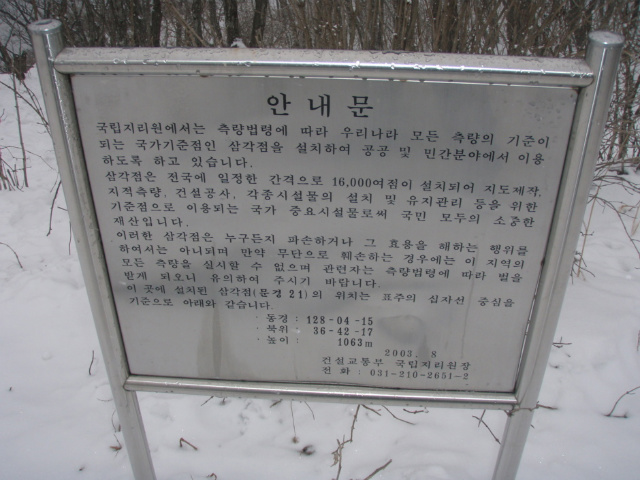 안내문
국립지리원에서는 측량법령에 따라 우리나라 모든 측량의 기준이
되는 국가기준점인 삼각점을 설치하여 공공 및 민간분야에서 이용
하도록 하고 있습니다.
삼각점은 전국에 일정한 간격으로 16,000여점이 설치되어 지도제작,
지적측량, 건설공사, 각종시설물의 설치 및 유지관리 등을 위한
기준점으로 이용되는 국가 중요시설물로써 국민 모두의 소중한
재산입니다.
이러한 삼각점은 누구든지 파손하거나 그 효용을 해하는 행위를
하여서는 아니되며 만약 무단으로 훼손하는 경우에는 이 지역의
모든 측량을 실시할 수 없으며 관련자는 측량법령에 따라 벌을
받게 되오니 유의하여 주시기 바랍니다.
이 곳에 설치된 삼각점(문경 21)의 위치는 표주의 십자선 중심을
기준으로 아래와 같습니다.
· 동경 : 128-04-15
· 북위 : 36-42-17
· 높이 : 1063m
2003. 8
건설교통부 국립지리원장
전 화 : 031-210-2651-2